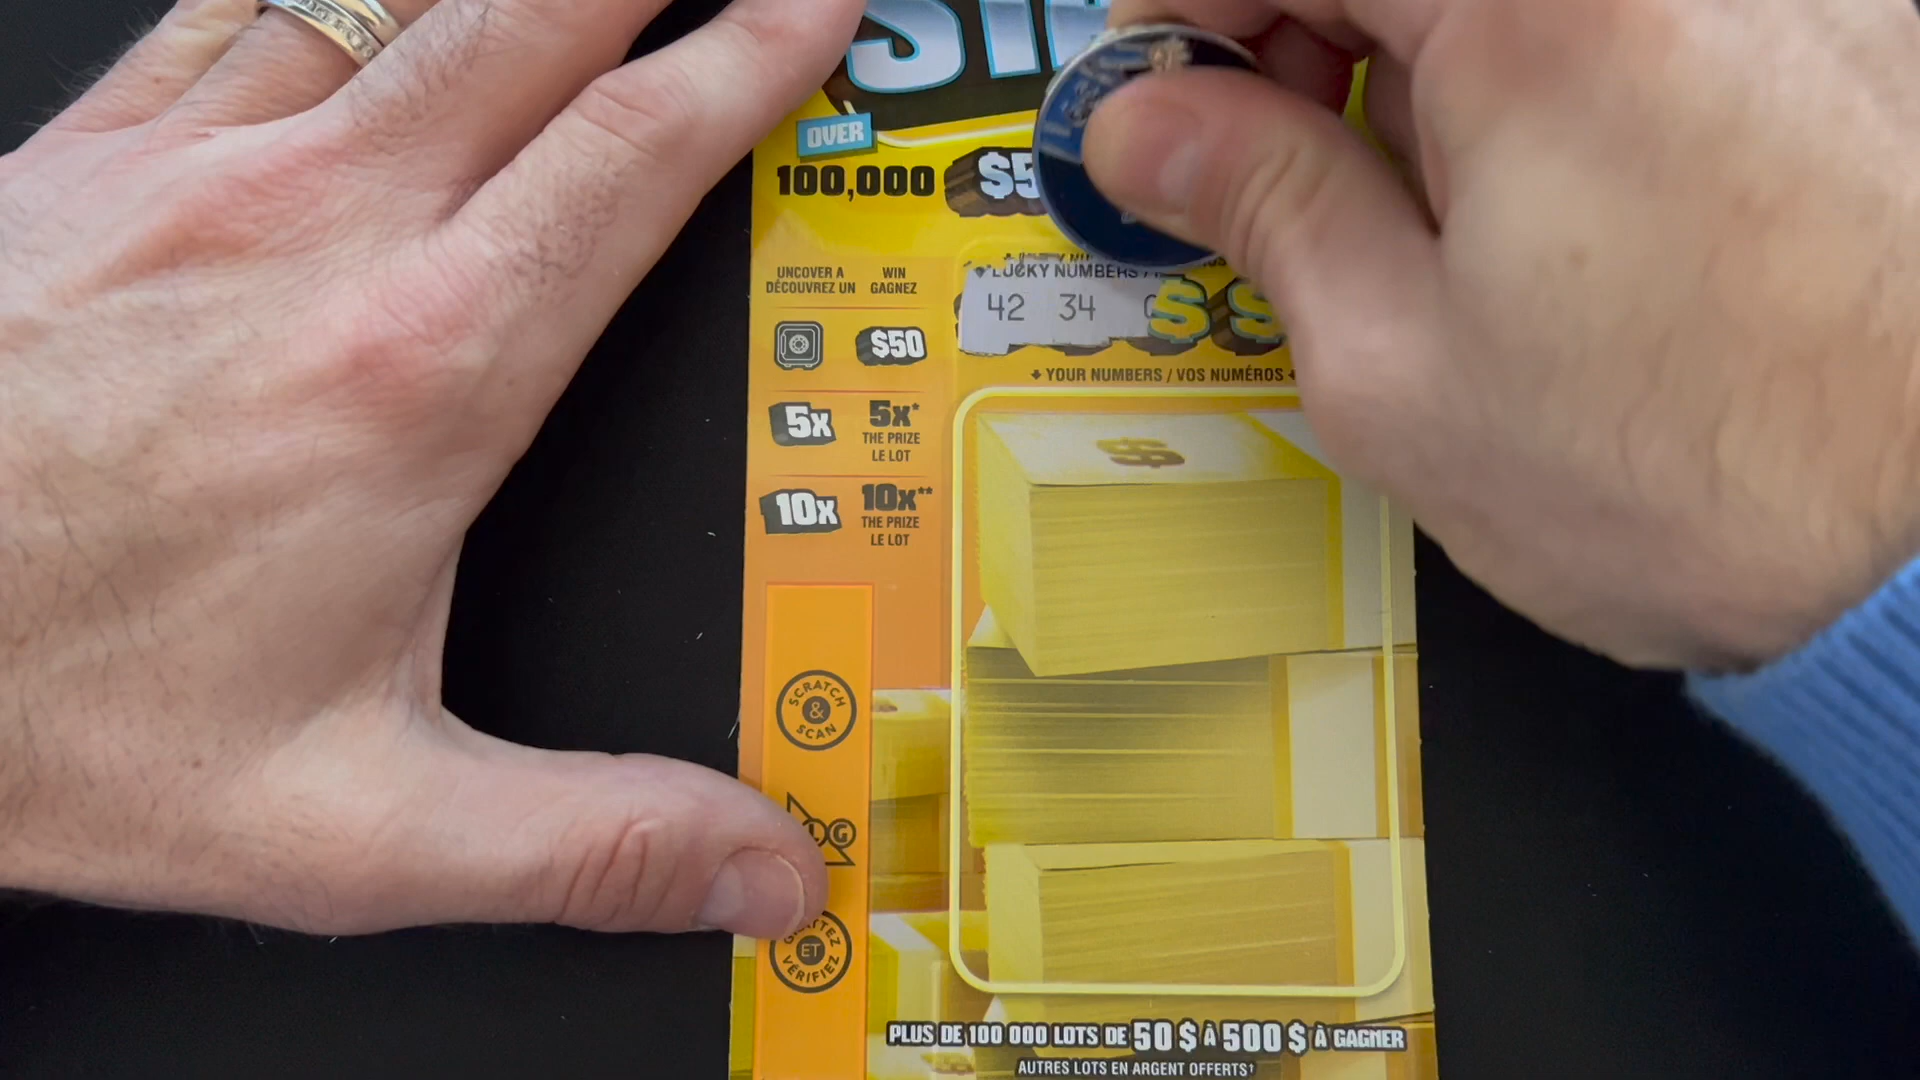 OVER
100,000
UNCOVER A
DÉCOUVREZ UN
WIN
GAGNEZ
LUCKY NUMBERS /
42 34
$ $
$50
YOUR NUMBERS / VOS NUMÉROS
5X
5X*
THE PRIZE
LE LOT
$
10X
10X**
THE PRIZE
LE LOT
SCRATCH
&
SCAN
LG
ET
VÉRIFIEZ
PLUS DE 100 000 LOTS DE 50 $ À 500 $ À GAGNER
AUTRES LOTS EN ARGENT OFFERTS†